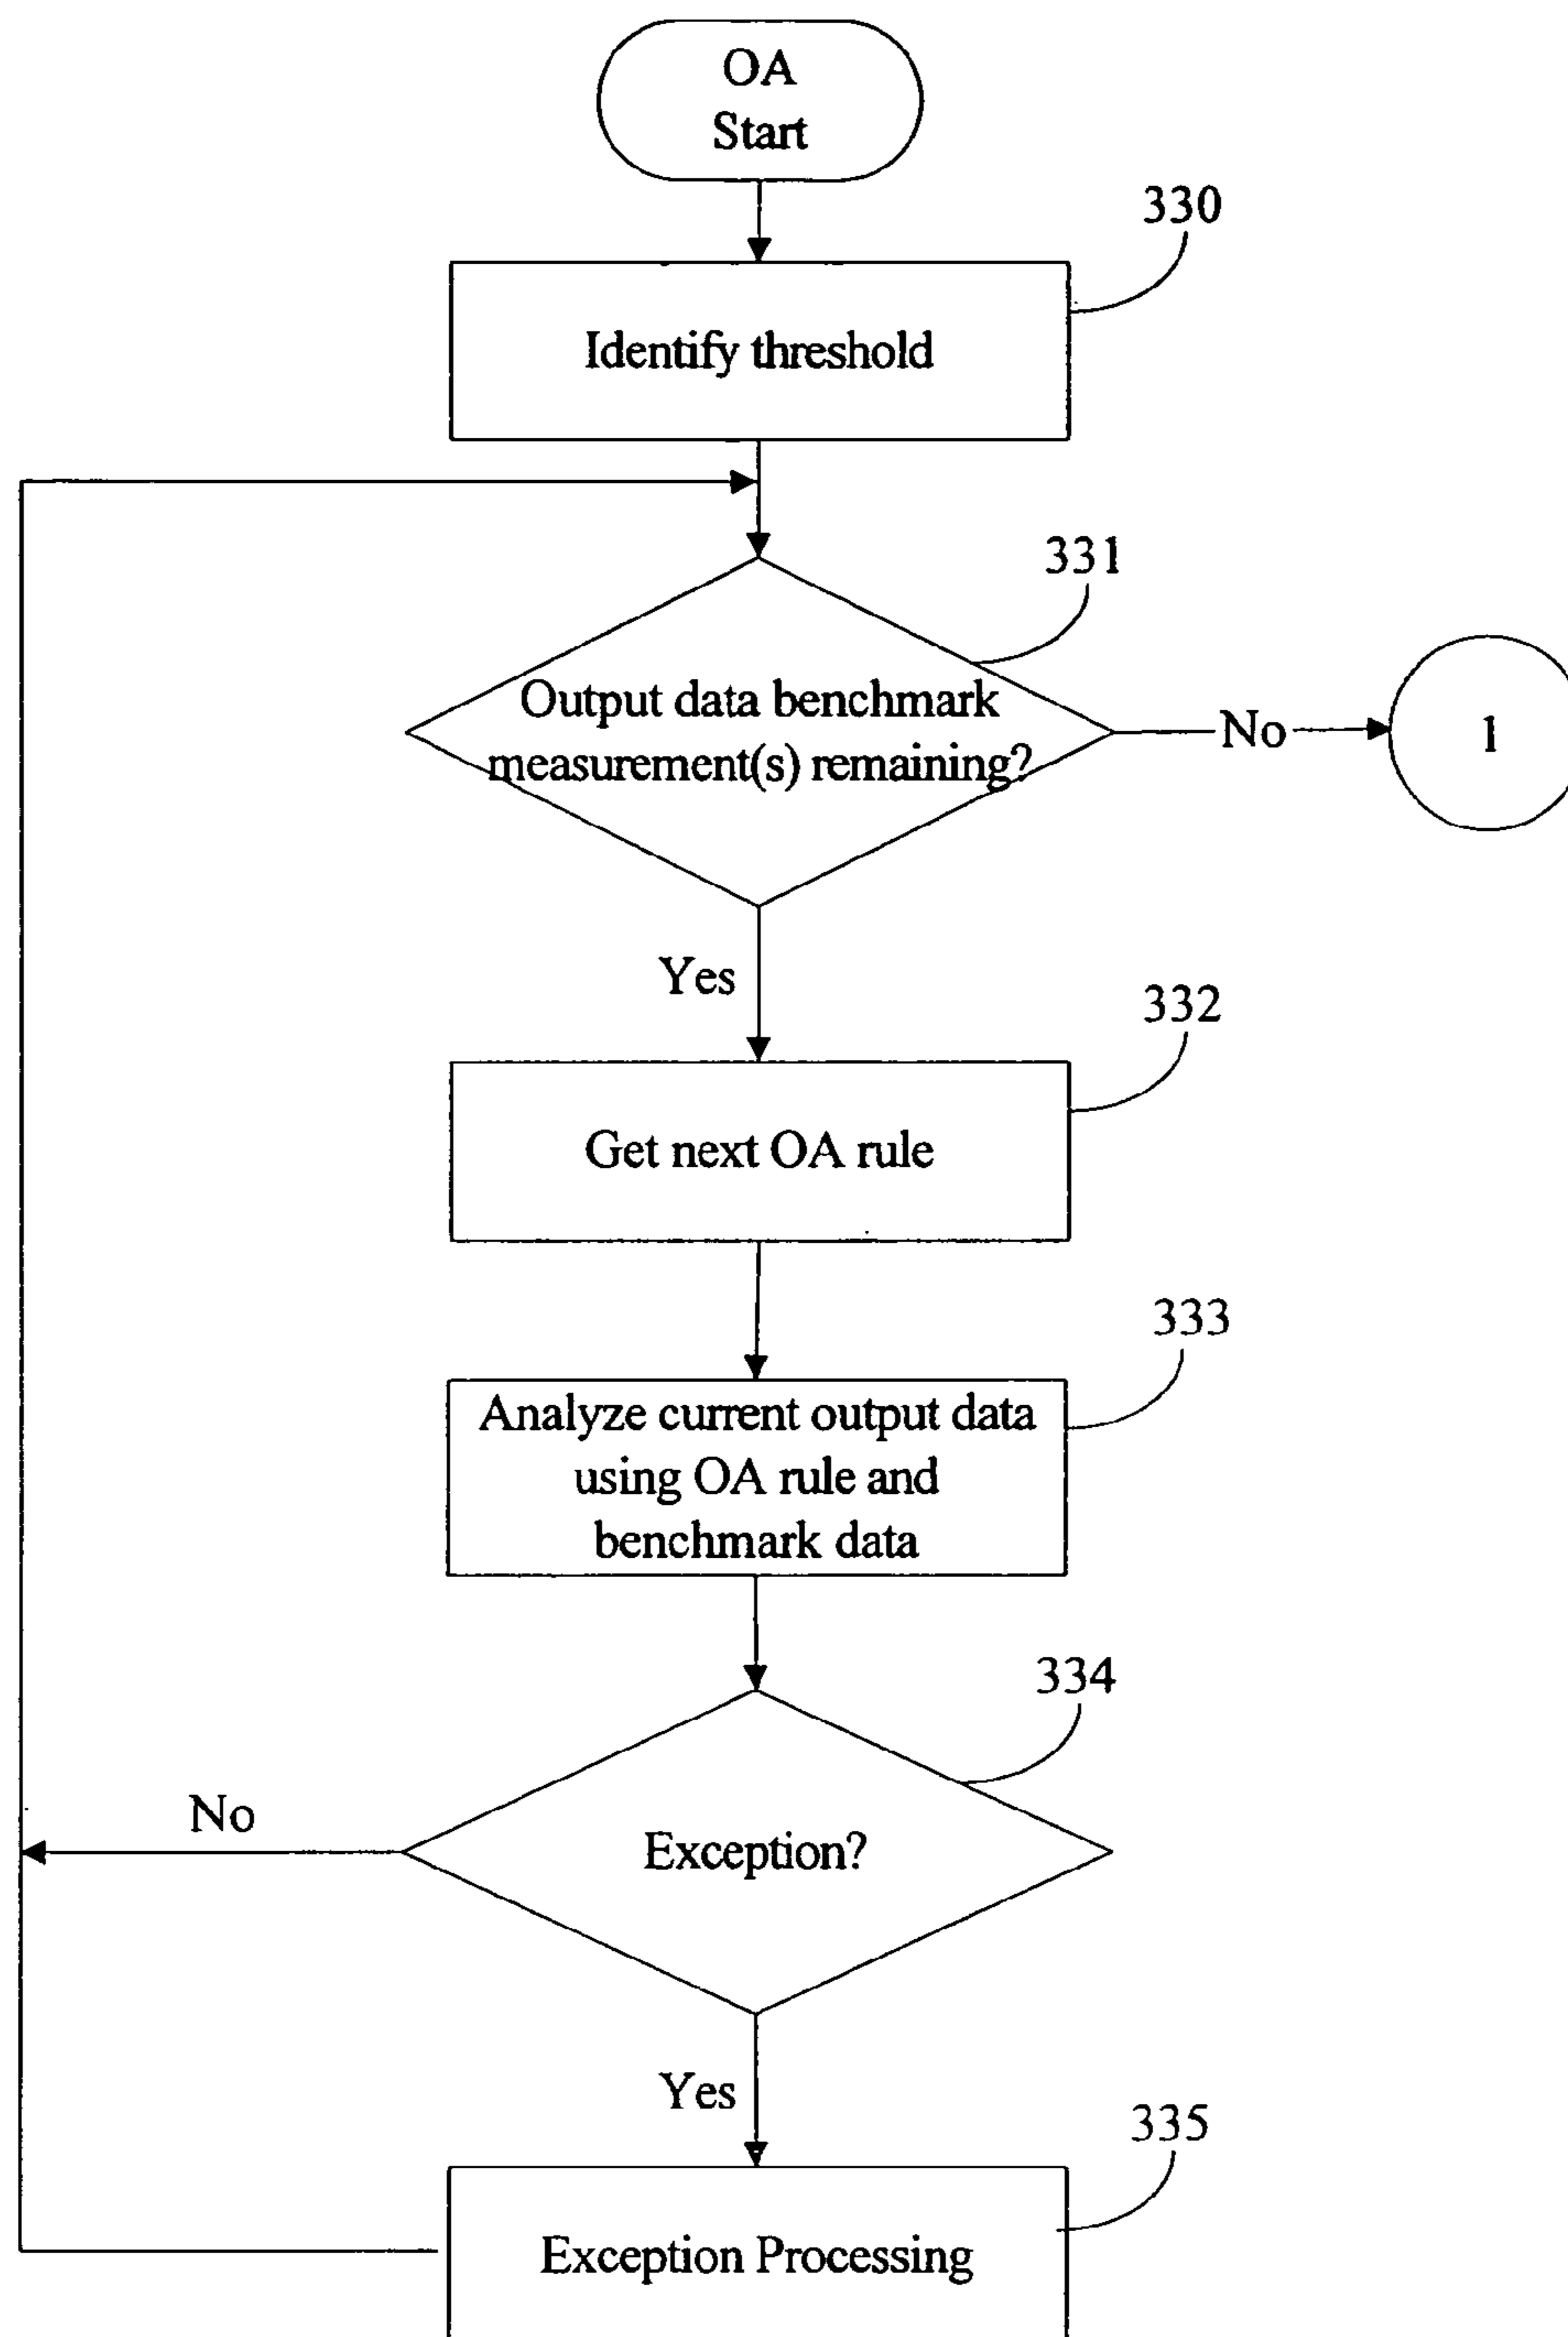 OA
Start
330
Identify threshold
331
Output data benchmark
measurement(s) remaining?
No
1
Yes
332
Get next OA rule
333
Analyze current output data
using OA rule and
benchmark data
334
No
Exception?
Yes
335
Exception Processing